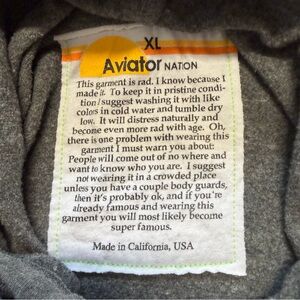 XL
Aviator NATION
This garment is rad. I know because I
made it. To keep it in pristine condi-
tion I suggest washing it with like
colors in cold water and tumble dry
low. It will distress naturally and
become even more rad with age. Oh,
there is one problem with wearing this
garment I must warn you about:
People will come out of no where and
want to know who you are. I suggest
not wearing it in a crowded place
unless you have a couple body guards,
then it's probably ok, and if you're
already famous and wearing this
garment you will most likely become
super famous.
Made in California, USA